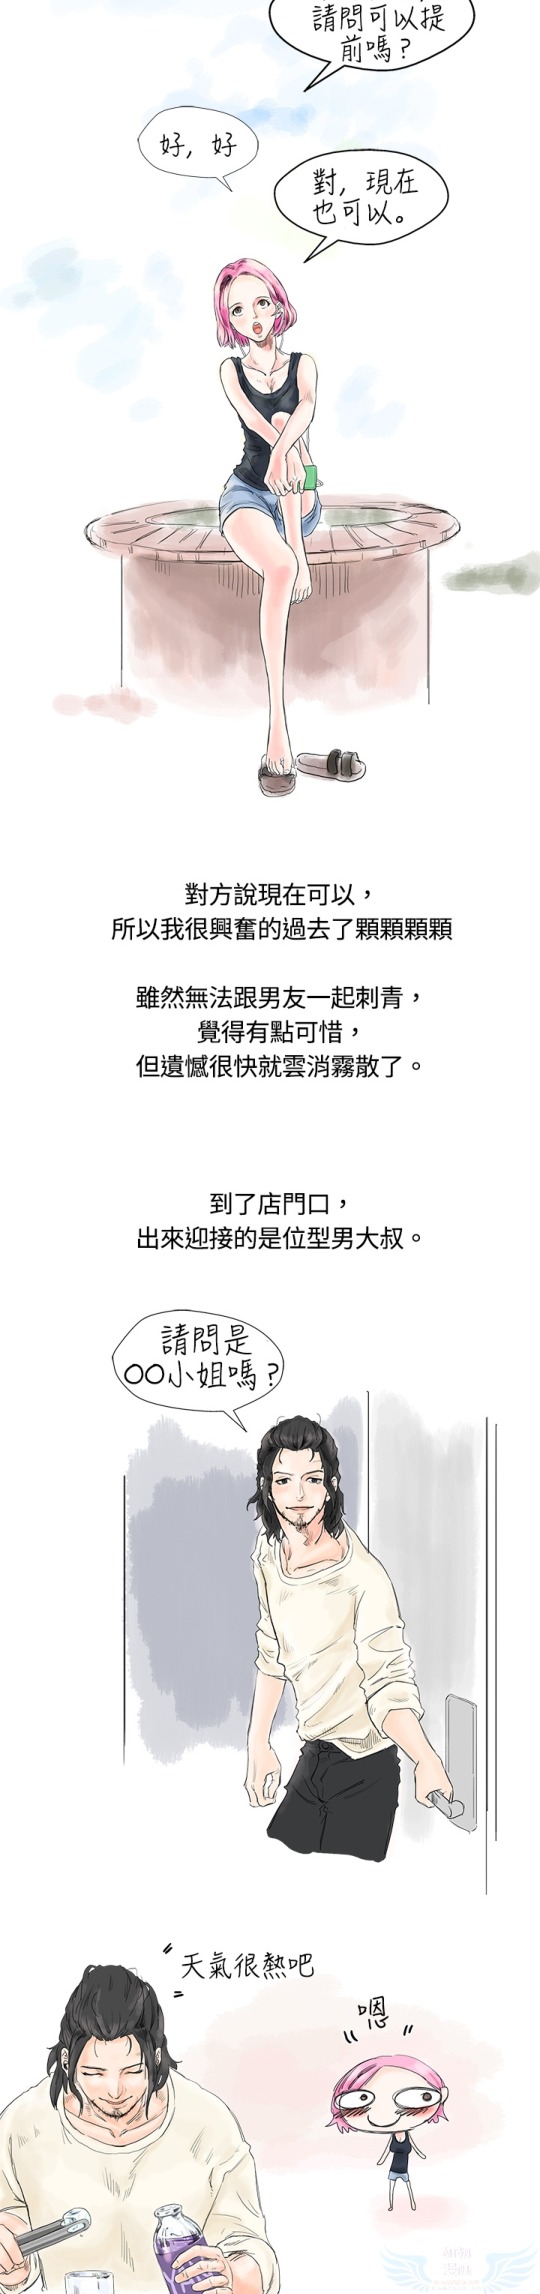 請問可以提
前嗎？
好, 好
對, 現在
也可以。
對方說現在可以，
所以我很興奮的過去了顆顆顆顆
雖然無法跟男友一起刺青，
覺得有點可惜，
但遺憾很快就雲消霧散了。
到了店門口，
出來迎接的是位型男大叔。
請問是
OO小姐嗎？
天氣很熱吧
嗯